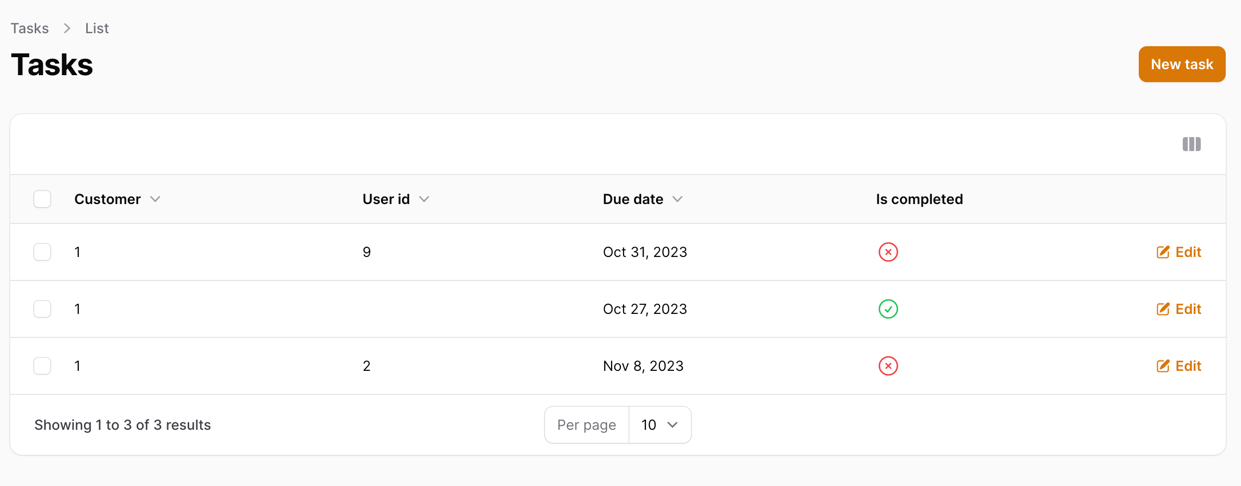 Tasks > List
Tasks
New task
Customer User id Due date Is completed
1 9 Oct 31, 2023 Edit
1 Oct 27, 2023 Edit
1 2 Nov 8, 2023 Edit
Showing 1 to 3 of 3 results Per page 10